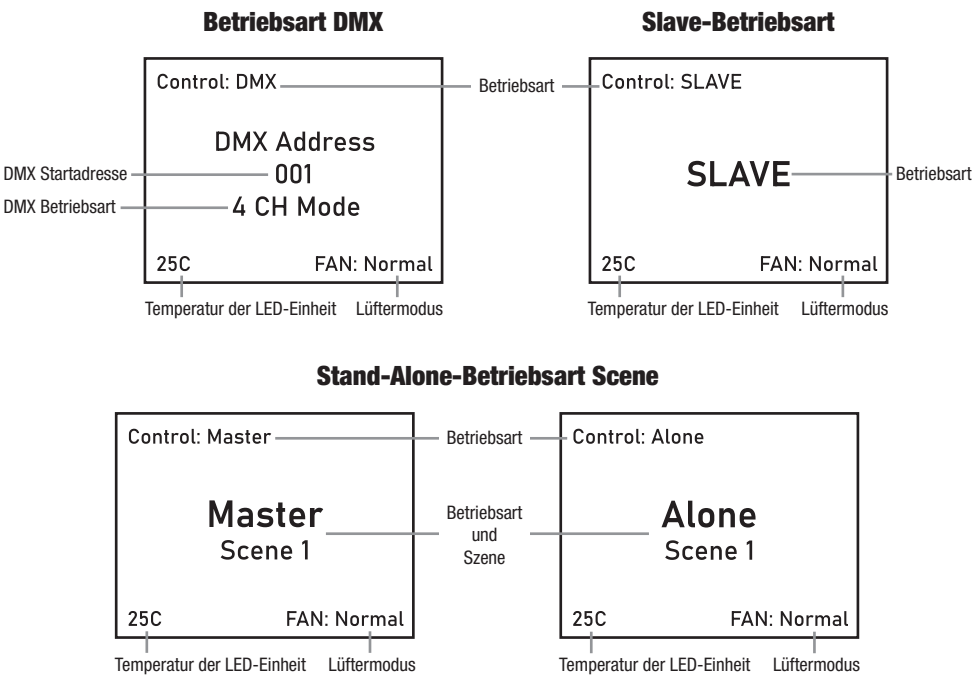 Betriebsart DMX
Slave-Betriebsart
Control: DMX
Betriebsart
Control: SLAVE
DMX Address
DMX Startadresse
001
SLAVE
Betriebsart
DMX Betriebsart
4 CH Mode
25C
FAN: Normal
25C
FAN: Normal
Temperatur der LED-Einheit
Lüftermodus
Temperatur der LED-Einheit
Lüftermodus
Stand-Alone-Betriebsart Scene
Control: Master
Betriebsart
Control: Alone
Master
Scene 1
Betriebsart
und
Szene
Alone
Scene 1
25C
FAN: Normal
25C
FAN: Normal
Temperatur der LED-Einheit
Lüftermodus
Temperatur der LED-Einheit
Lüftermodus